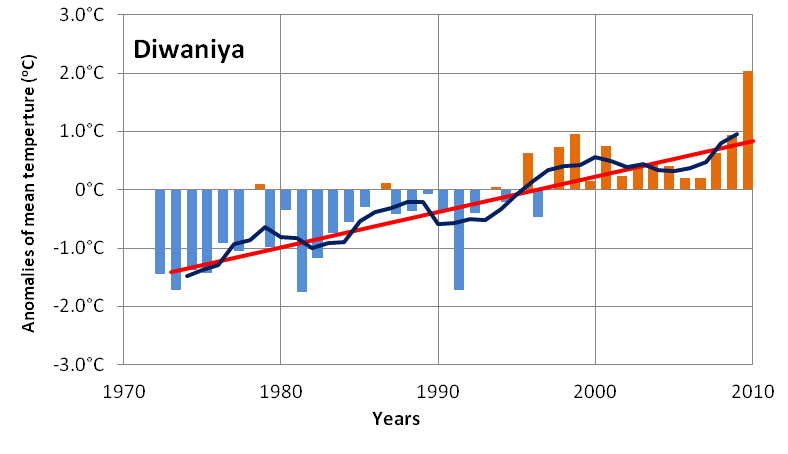 3.0°C
Diwaniya
2.0°C
1.0°C
0°C
-1.0°C
-2.0°C
-3.0°C
Anomalies of mean temperture (°C)
1970 1980 1990 2000 2010
Years